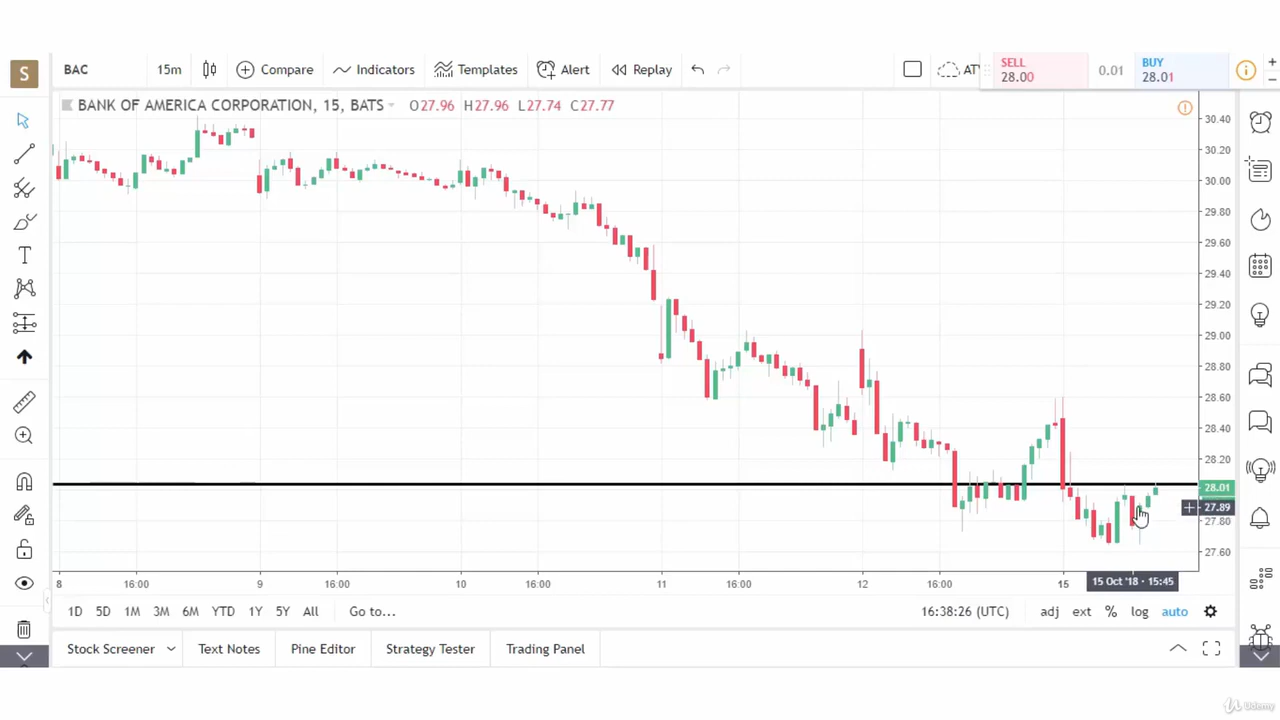 S
BAC
15m
Compare
Indicators
Templates
Alert
Replay
SELL
28.00
0.01
BUY
28.01
BANK OF AMERICA CORPORATION, 15, BATS
O27.96 H27.96 L27.74 C27.77
30.40
30.20
30.00
29.80
29.60
29.40
29.20
29.00
28.80
28.60
28.40
28.20
28.01
27.89
27.80
27.60
8 16:00 9 16:00 10 16:00 11 16:00 12 16:00 15
15 Oct '18 - 15:45
1D 5D 1M 3M 6M YTD 1Y 5Y All Go to... 16:38:26 (UTC) adj ext % log auto
Stock Screener Text Notes Pine Editor Strategy Tester Trading Panel
Udemy